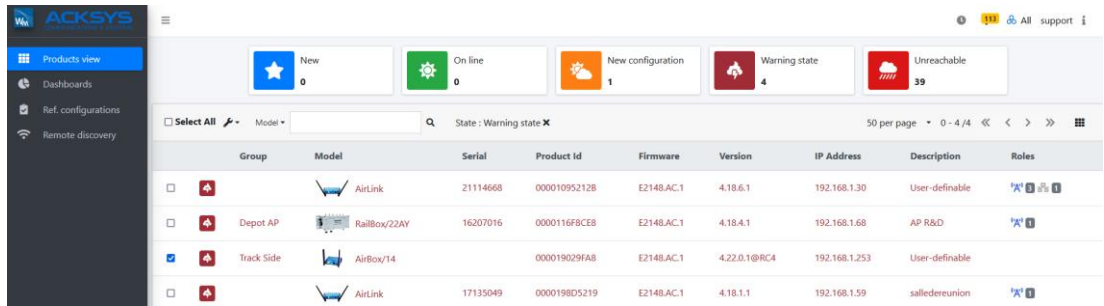 ACKSYS
113 All support i
Products view
Dashboards
Ref. configurations
Remote discovery
New
0
On line
0
New configuration
1
Warning state
4
Unreachable
39
Select All Model State : Warning state 50 per page 0 - 4 /4
Group Model Serial Product Id Firmware Version IP Address Description Roles
AirLink 21114668 00001095212B E2148.AC.1 4.18.6.1 192.168.1.30 User-definable 3 1
Depot AP RailBox/22AY 16207016 0000116F8CE8 E2148.AC.1 4.18.4.1 192.168.1.68 AP R&D 1
Track Side AirBox/14 000019029FA8 E2148.AC.1 4.22.0.1@RC4 192.168.1.253 User-definable
AirLink 17135049 0000198D5219 E2148.AC.1 4.18.1.1 192.168.1.59 salledereunion 1